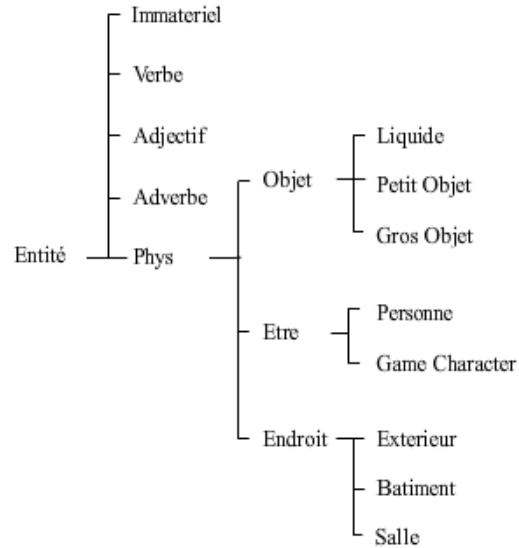 Immateriel
Verbe
Adjectif
Adverbe
Entité
Phys
Objet
Liquide
Petit Objet
Gros Objet
Etre
Personne
Game Character
Endroit
Exterieur
Batiment
Salle